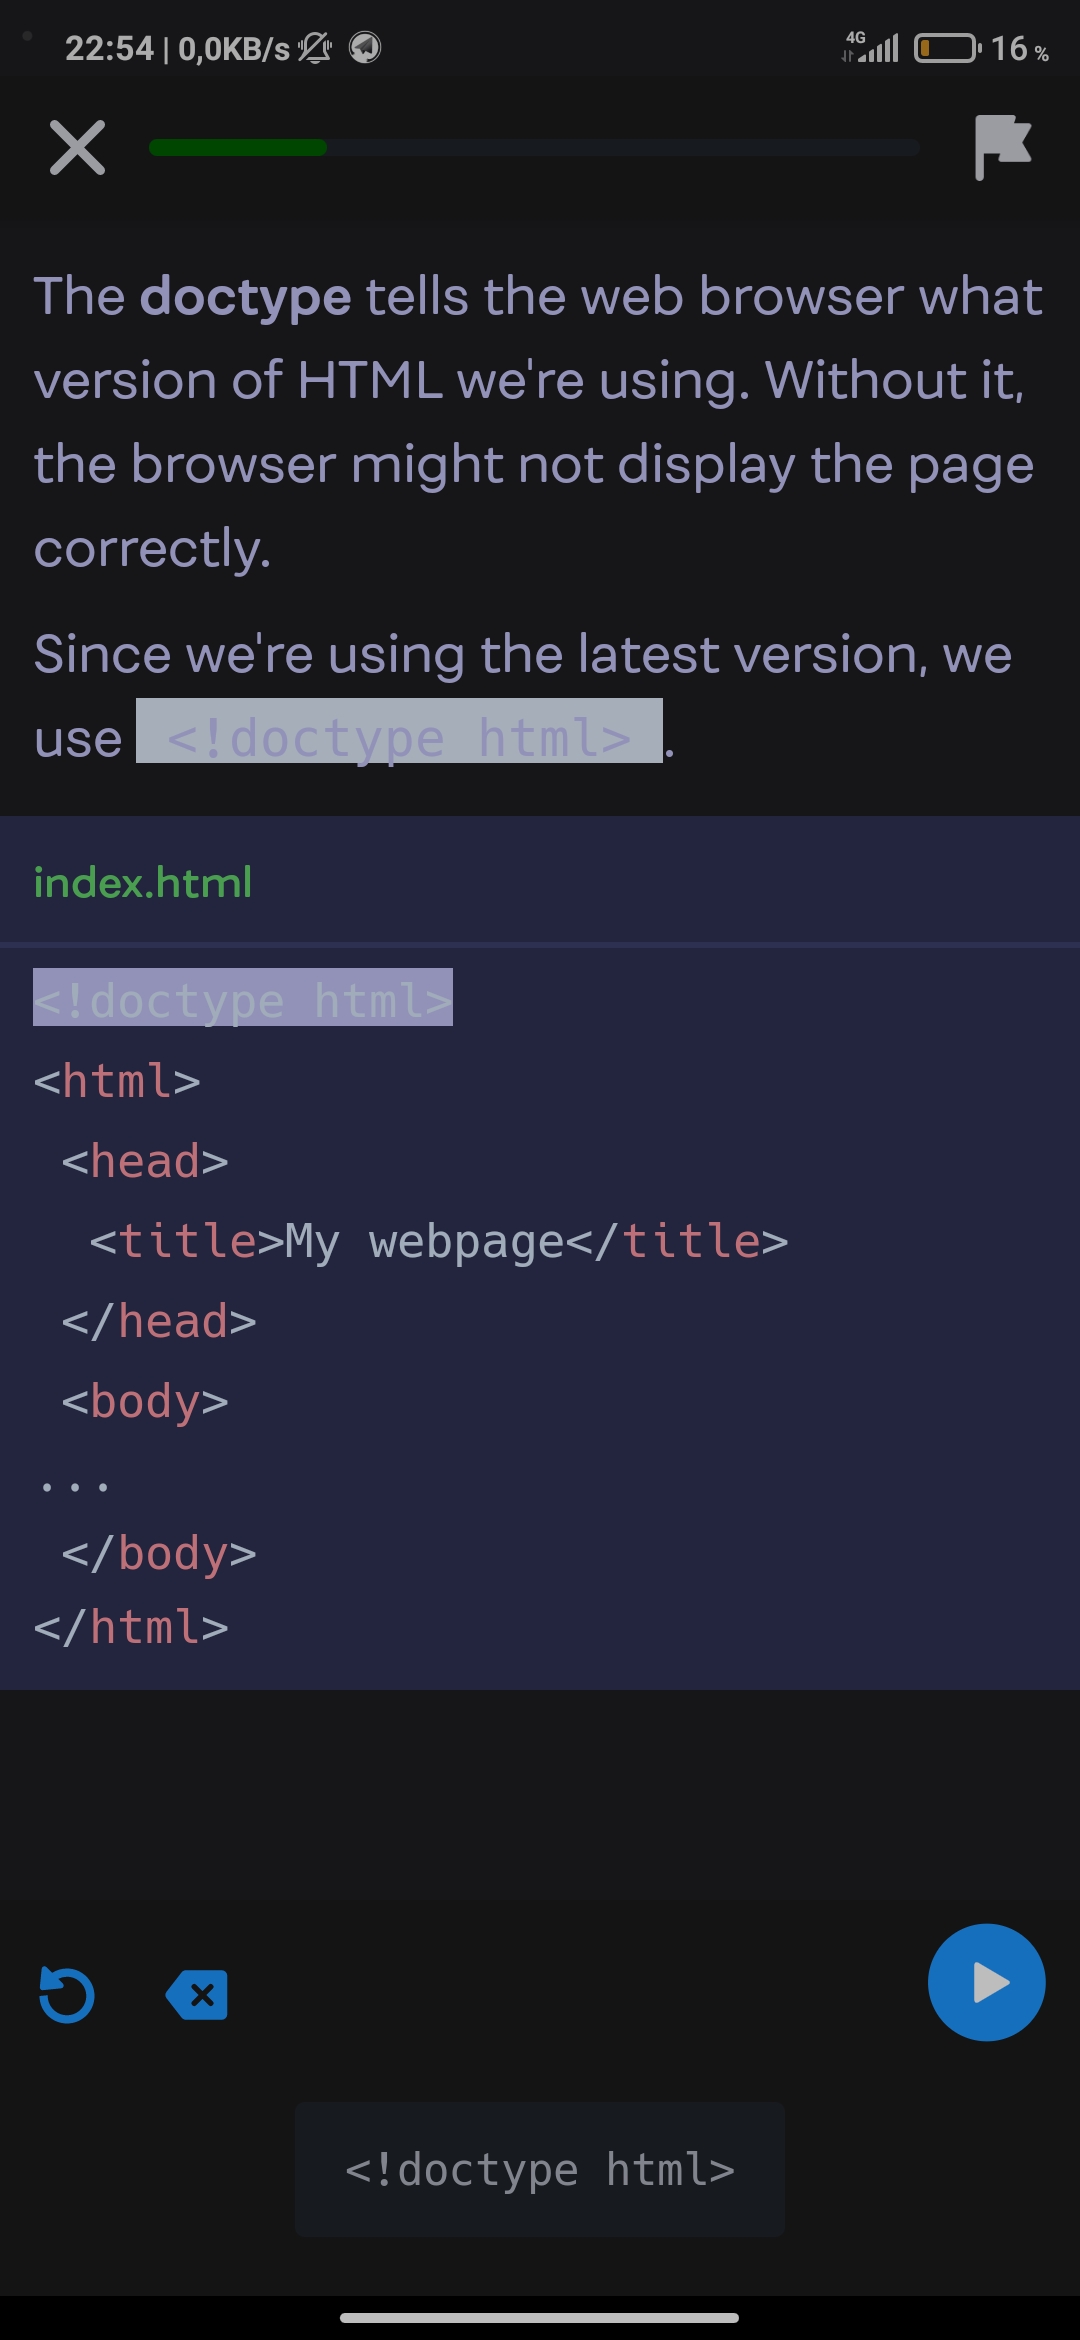 22:54 | 0,0KB/s 4G 16 %
The doctype tells the web browser what
version of HTML we're using. Without it,
the browser might not display the page
correctly.
Since we're using the latest version, we
use <!doctype html> .
index.html
<!doctype html>
<html>
<head>
<title>My webpage</title>
</head>
<body>
...
</body>
</html>
<!doctype html>